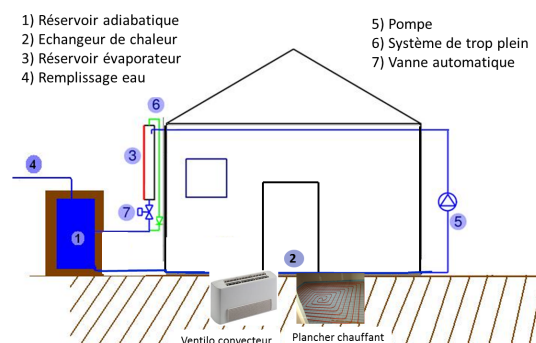 1) Réservoir adiabatique
2) Echangeur de chaleur
3) Réservoir évaporateur
4) Remplissage eau
5) Pompe
6) Système de trop plein
7) Vanne automatique
6
3
4
7
1
5
2
Ventilo convecteur
Plancher chauffant